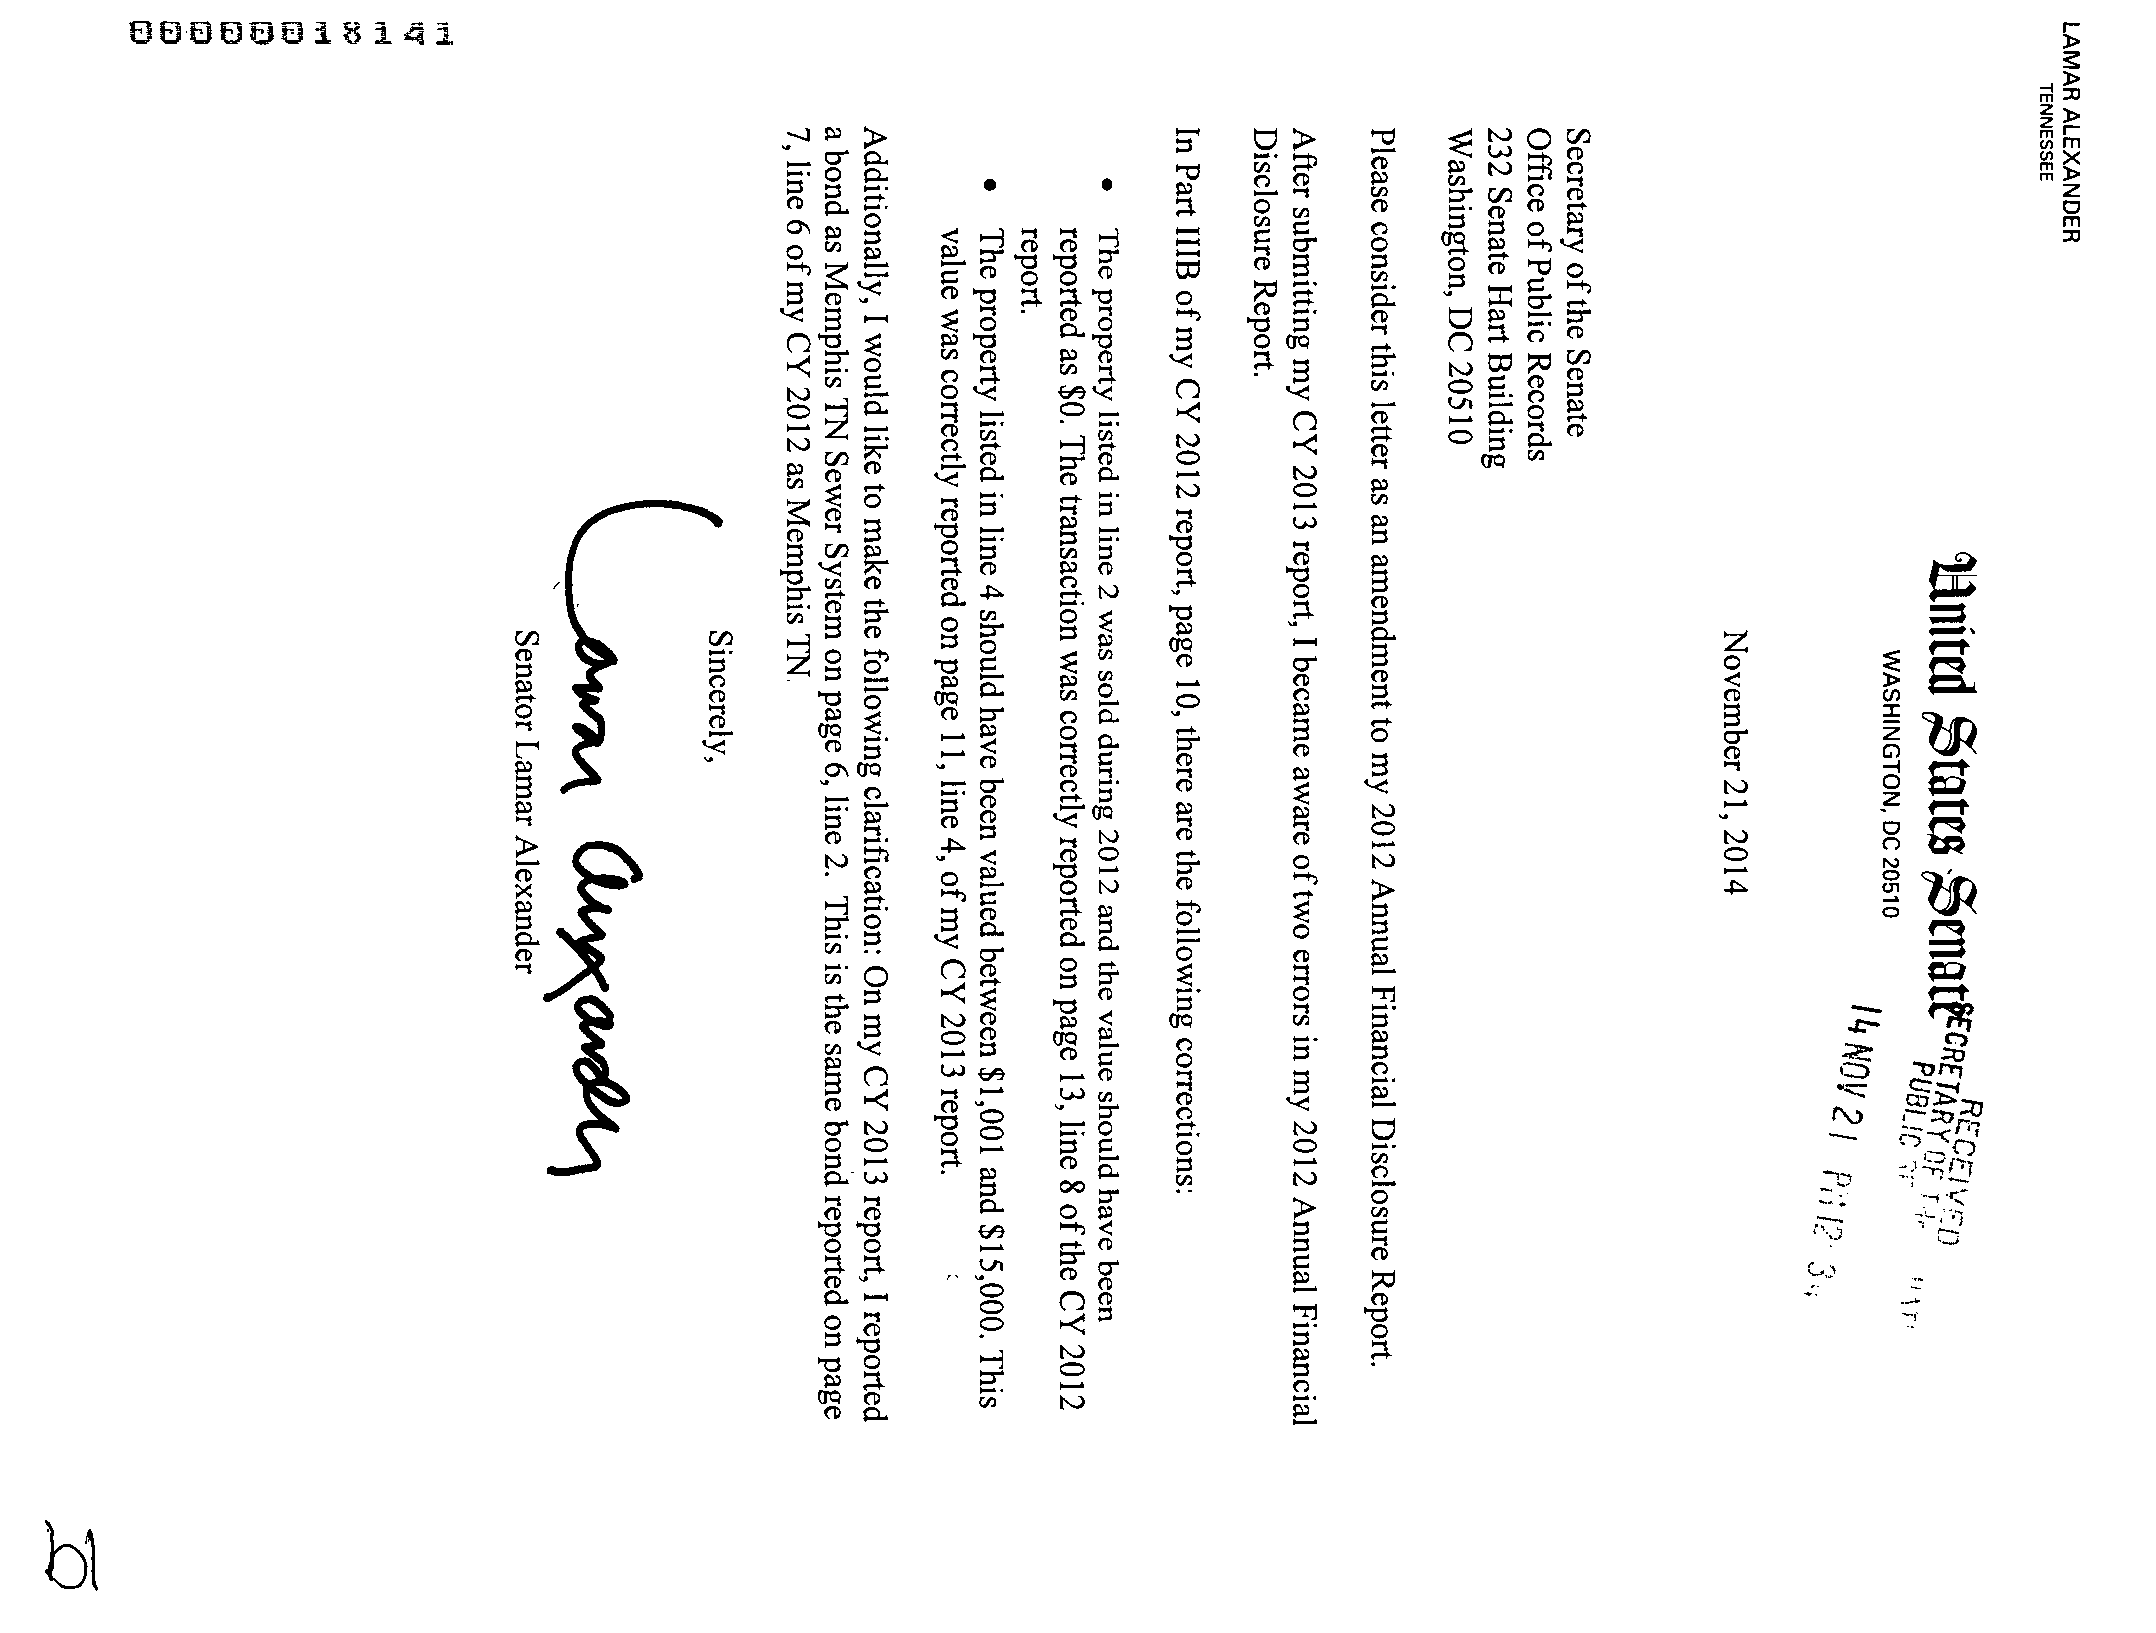 LAMAR ALEXANDER
TENNESSEE
United States Senate
WASHINGTON, DC 20510
RECEIVED
SECRETARY OF
PUBLIC
14 NOV 21 PM 12:
November 21, 2014
Secretary of the Senate
Office of Public Records
232 Senate Hart Building
Washington, DC 20510
Please consider this letter as an amendment to my 2012 Annual Financial Disclosure Report.
After submitting my CY 2013 report, I became aware of two errors in my 2012 Annual Financial
Disclosure Report.
In Part IIIB of my CY 2012 report, page 10, there are the following corrections:
• The property listed in line 2 was sold during 2012 and the value should have been
reported as $0. The transaction was correctly reported on page 13, line 8 of the CY 2012
report.
• The property listed in line 4 should have been valued between $1,001 and $15,000. This
value was correctly reported on page 11, line 4, of my CY 2013 report.
Additionally, I would like to make the following clarification: On my CY 2013 report, I reported
a bond as Memphis TN Sewer System on page 6, line 2. This is the same bond reported on page
7, line 6 of my CY 2012 as Memphis TN.
Sincerely,
Lamar Alexander
Senator Lamar Alexander
00000018141